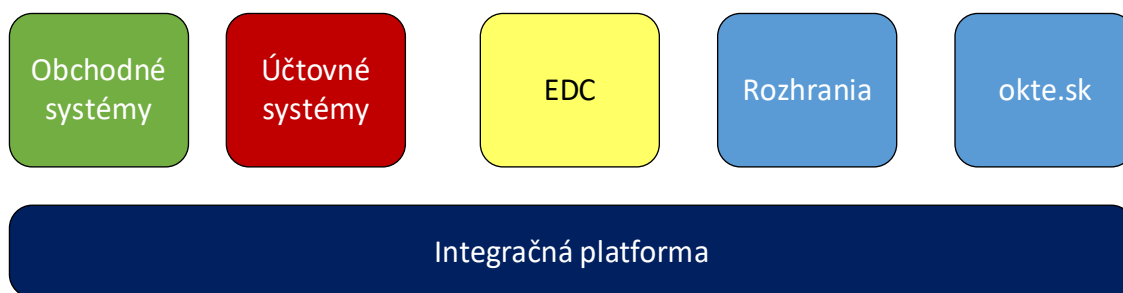 Obchodné
systémy
Účtovné
systémy
EDC
Rozhrania
okte.sk
Integračná platforma